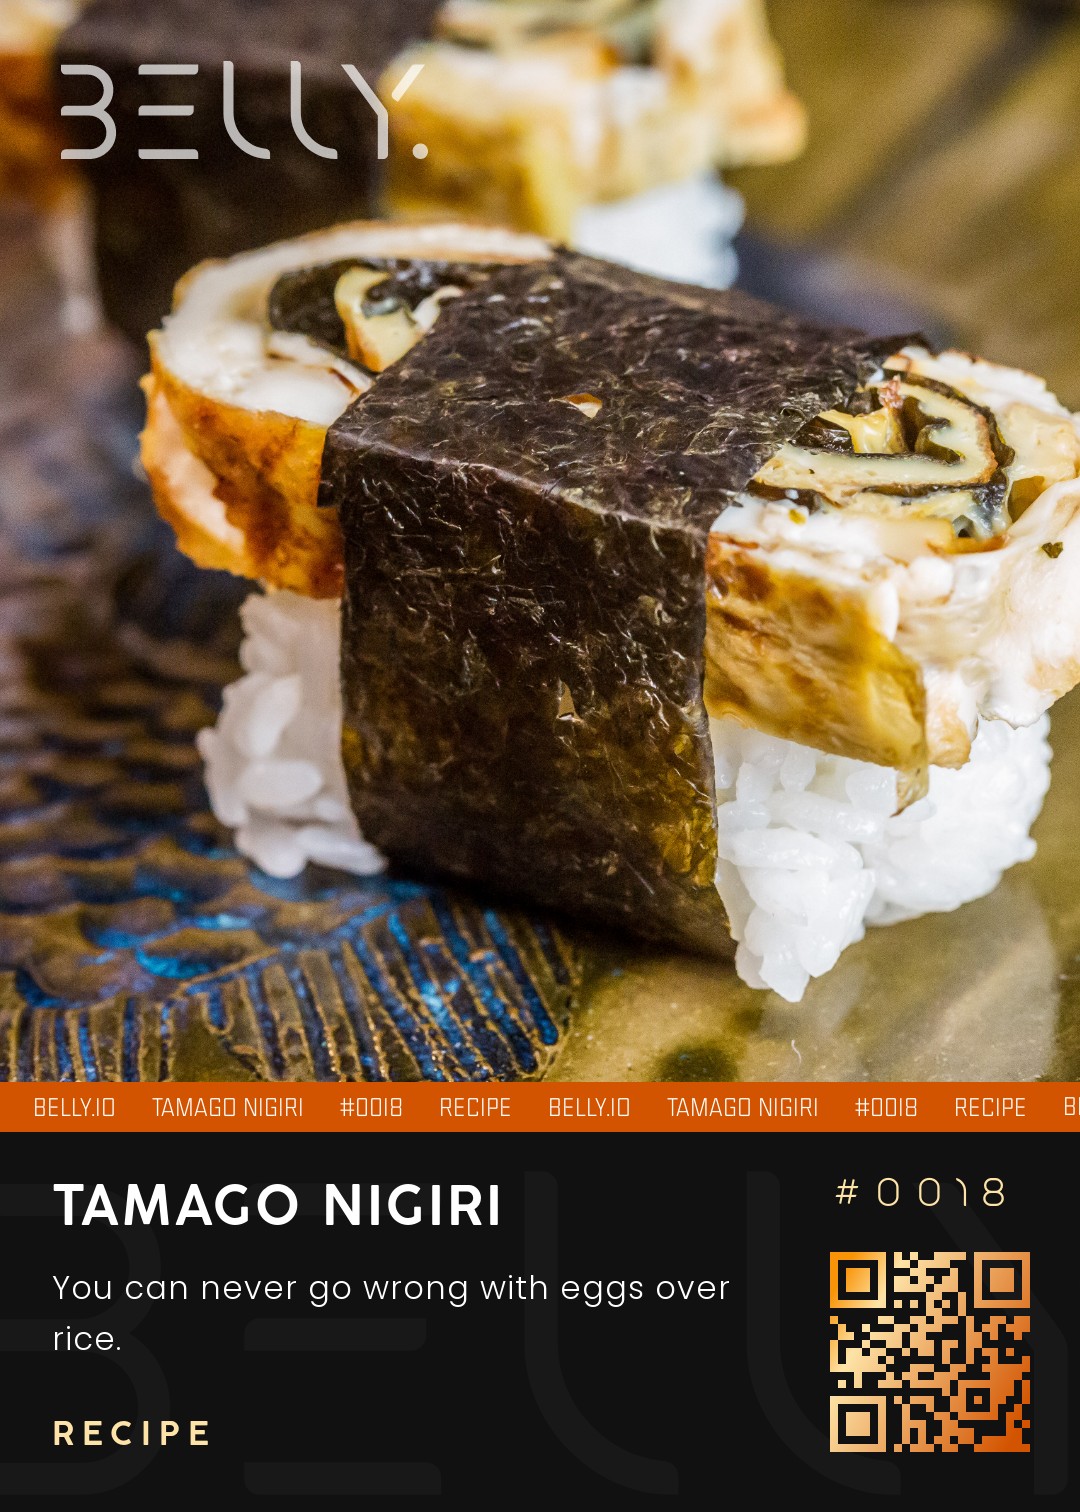 BELLY.
BELLY.IO TAMAGO NIGIRI #0018 RECIPE BELLY.IO TAMAGO NIGIRI #0018 RECIPE
TAMAGO NIGIRI
#0018
You can never go wrong with eggs over
rice.
RECIPE